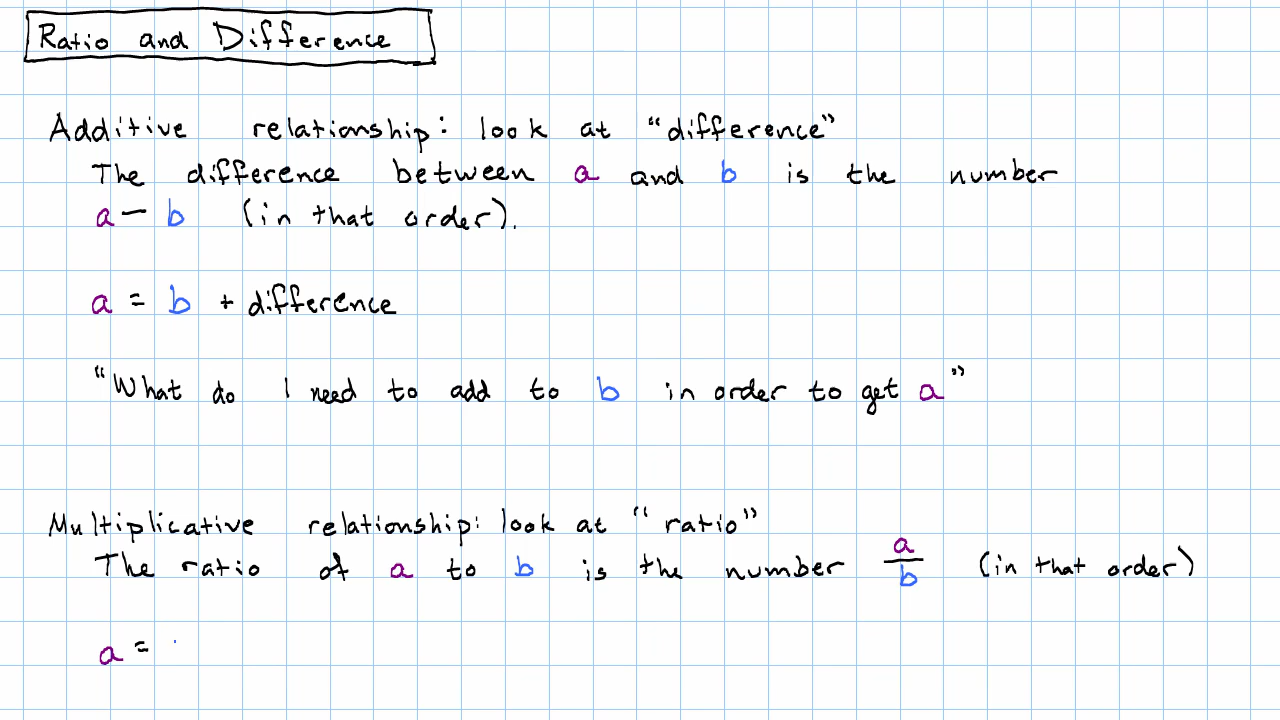 Ratio and Difference
Additive relationship: look at "difference"
The difference between a and b is the number
a - b (in that order).
a = b + difference
"What do I need to add to b in order to get a"
Multiplicative relationship: look at "ratio"
The ratio of a to b is the number a/b (in that order)
a =